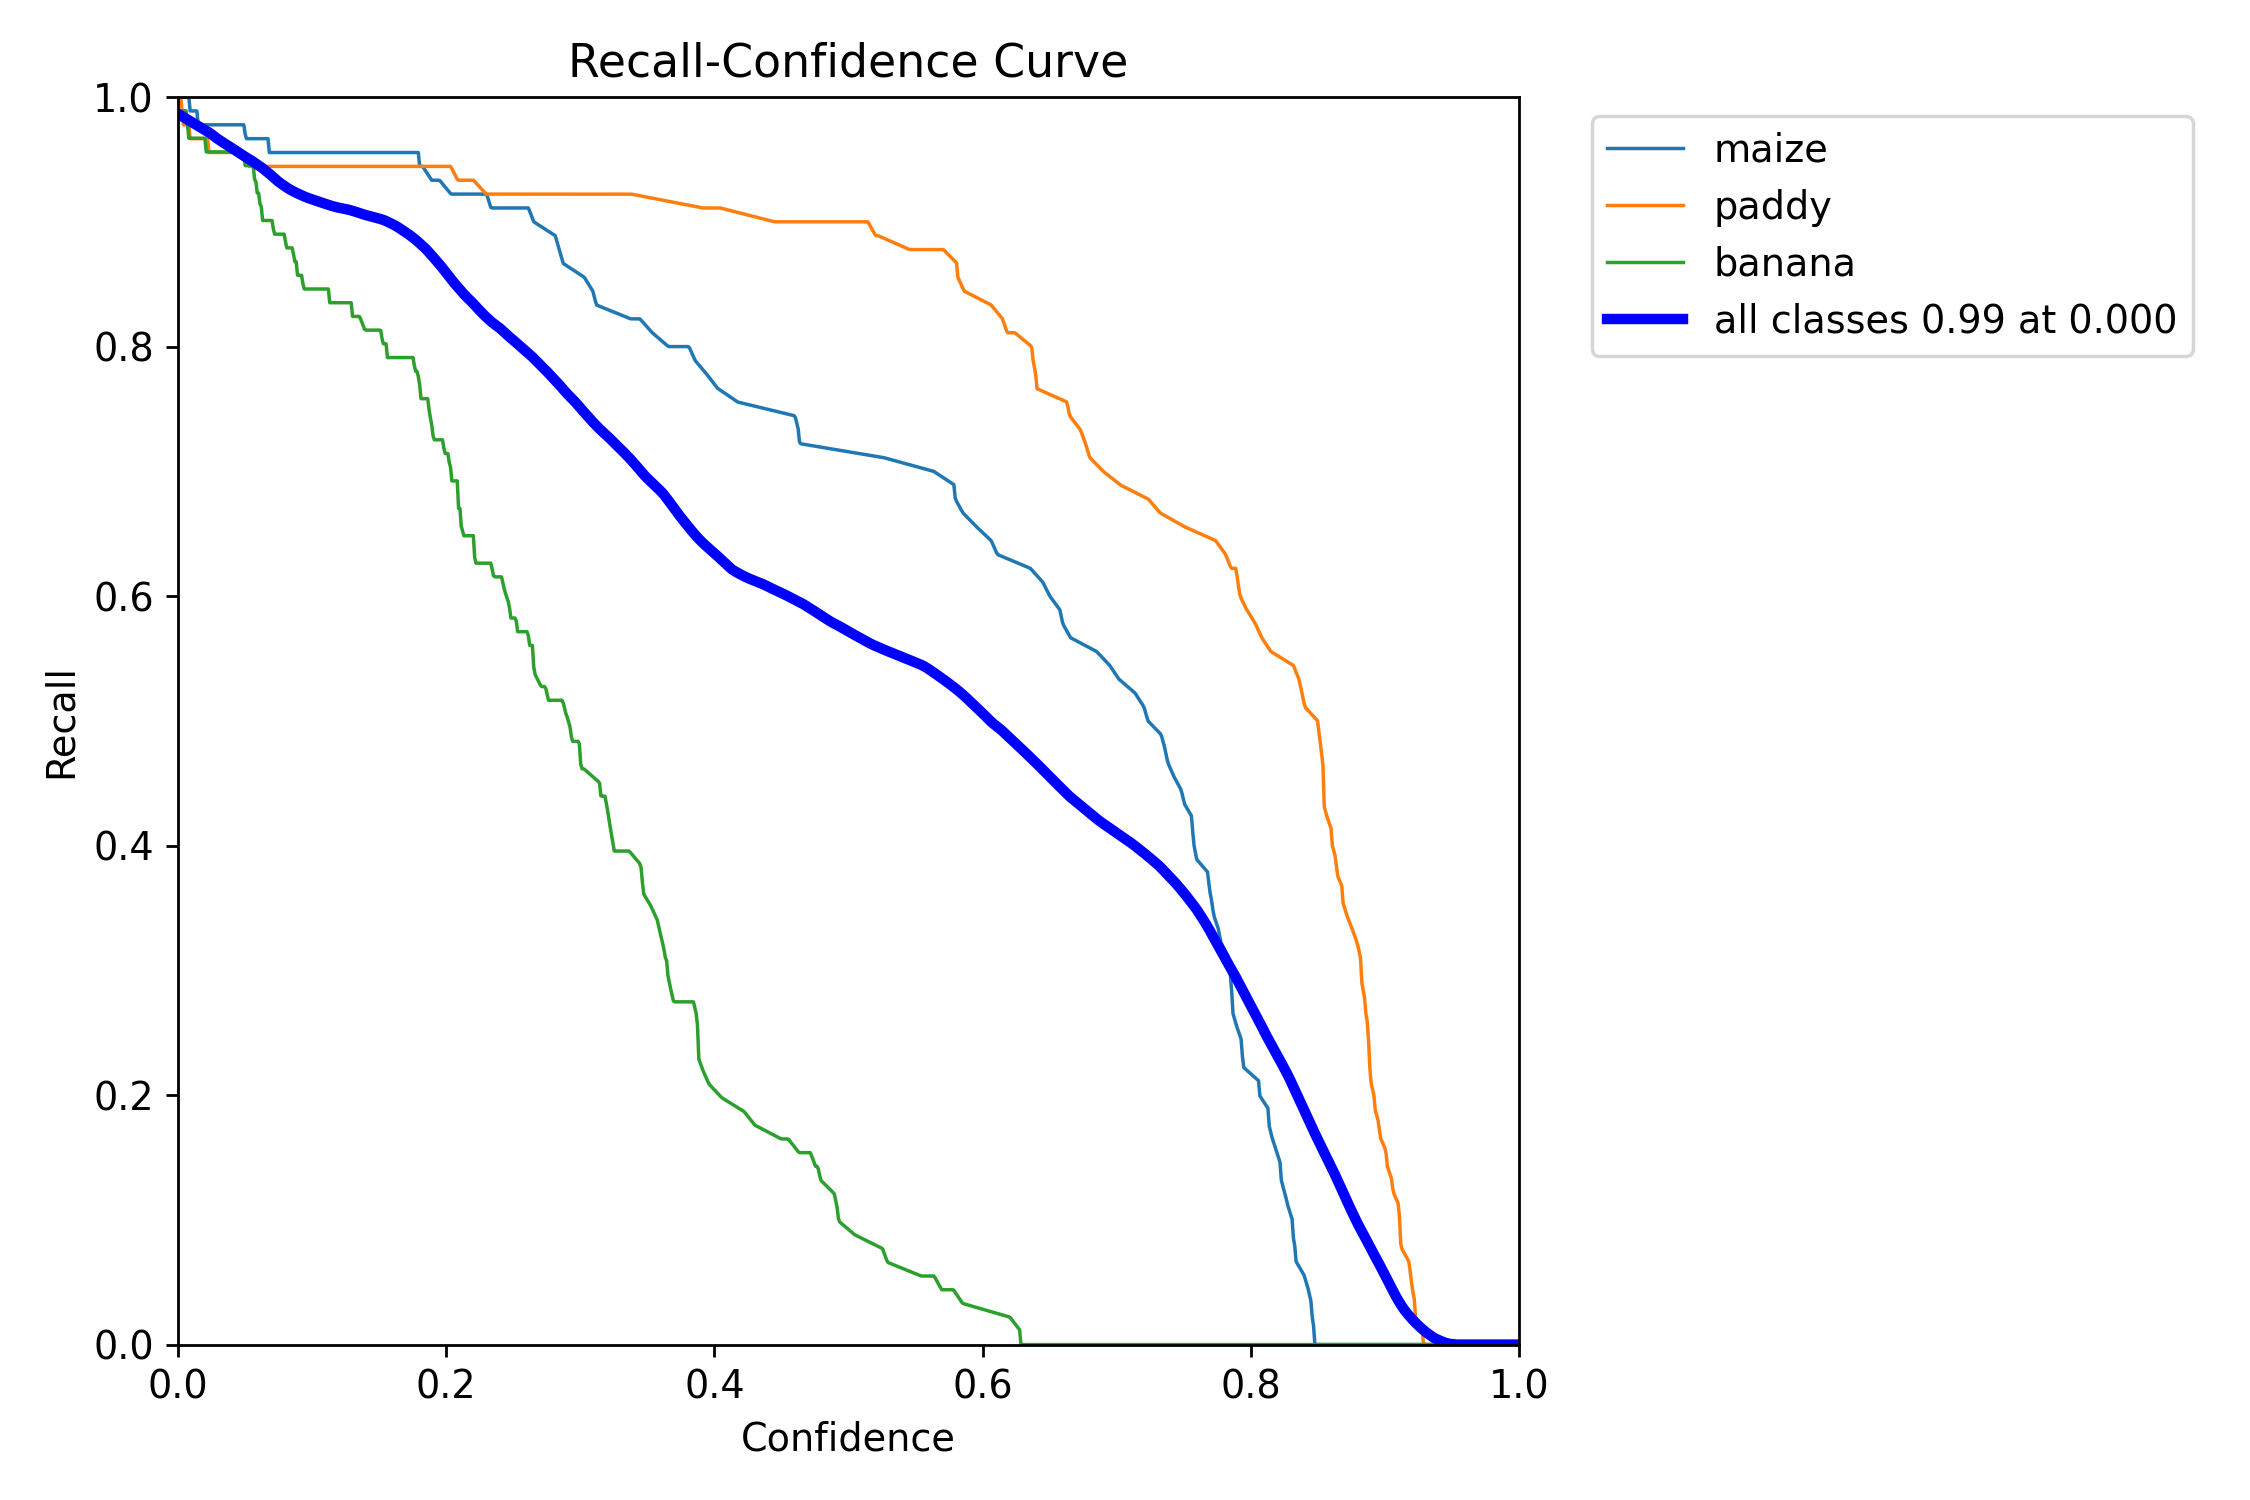 Recall-Confidence Curve
1.0
0.8
0.6
0.4
0.2
0.0
Recall
0.0 0.2 0.4 0.6 0.8 1.0
Confidence
maize
paddy
banana
all classes 0.99 at 0.000